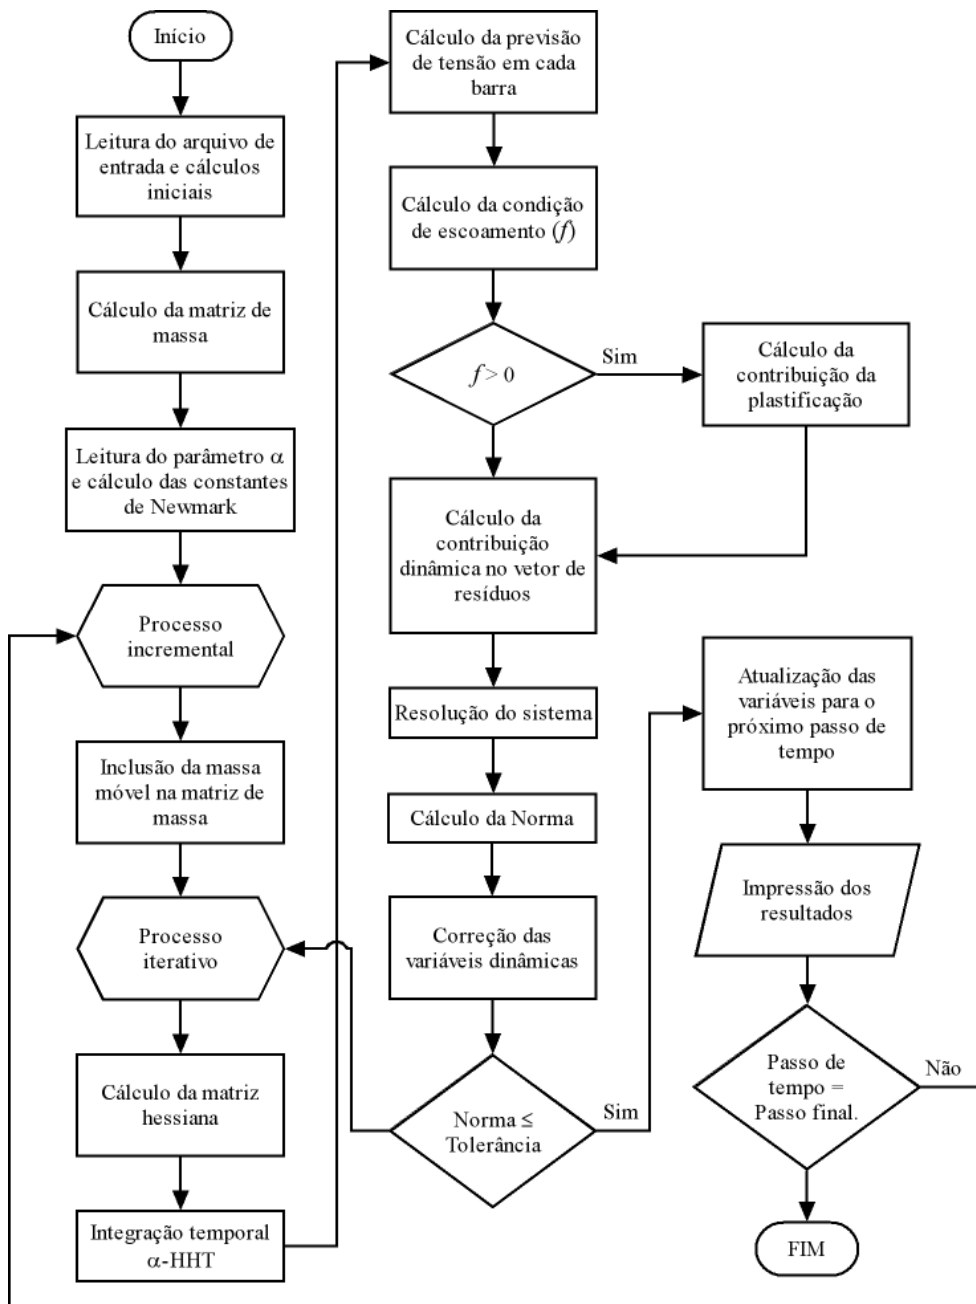 Início
Leitura do arquivo de
entrada e cálculos
iniciais
Cálculo da matriz de
massa
Leitura do parâmetro α
e cálculo das constantes
de Newmark
Processo
incremental
Inclusão da massa
móvel na matriz de
massa
Processo
iterativo
Cálculo da matriz
hessiana
Integração temporal
α-HHT
Cálculo da previsão
de tensão em cada
barra
Cálculo da condição
de escoamento (f)
f > 0
Sim
Cálculo da
contribuição da
plastificação
Cálculo da
contribuição
dinâmica no vetor de
resíduos
Resolução do sistema
Cálculo da Norma
Correção das
variáveis dinâmicas
Norma ≤
Tolerância
Sim
Atualização das
variáveis para o
próximo passo de
tempo
Impressão dos
resultados
Passo de
tempo =
Passo final.
Não
FIM